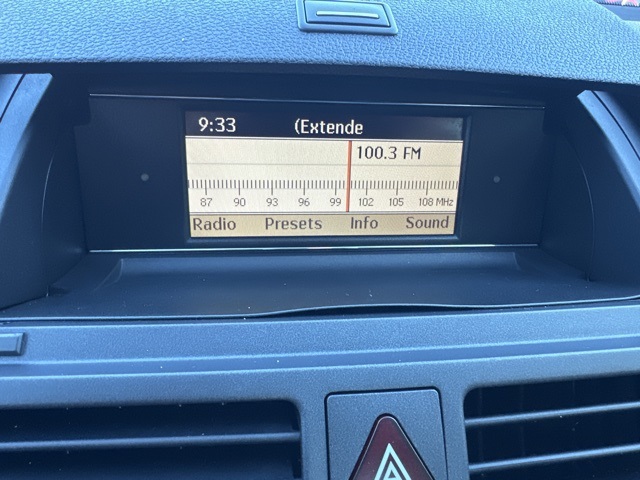 9:33 (Extende
100.3 FM
87 90 93 96 99 102 105 108 MHz
Radio Presets Info Sound